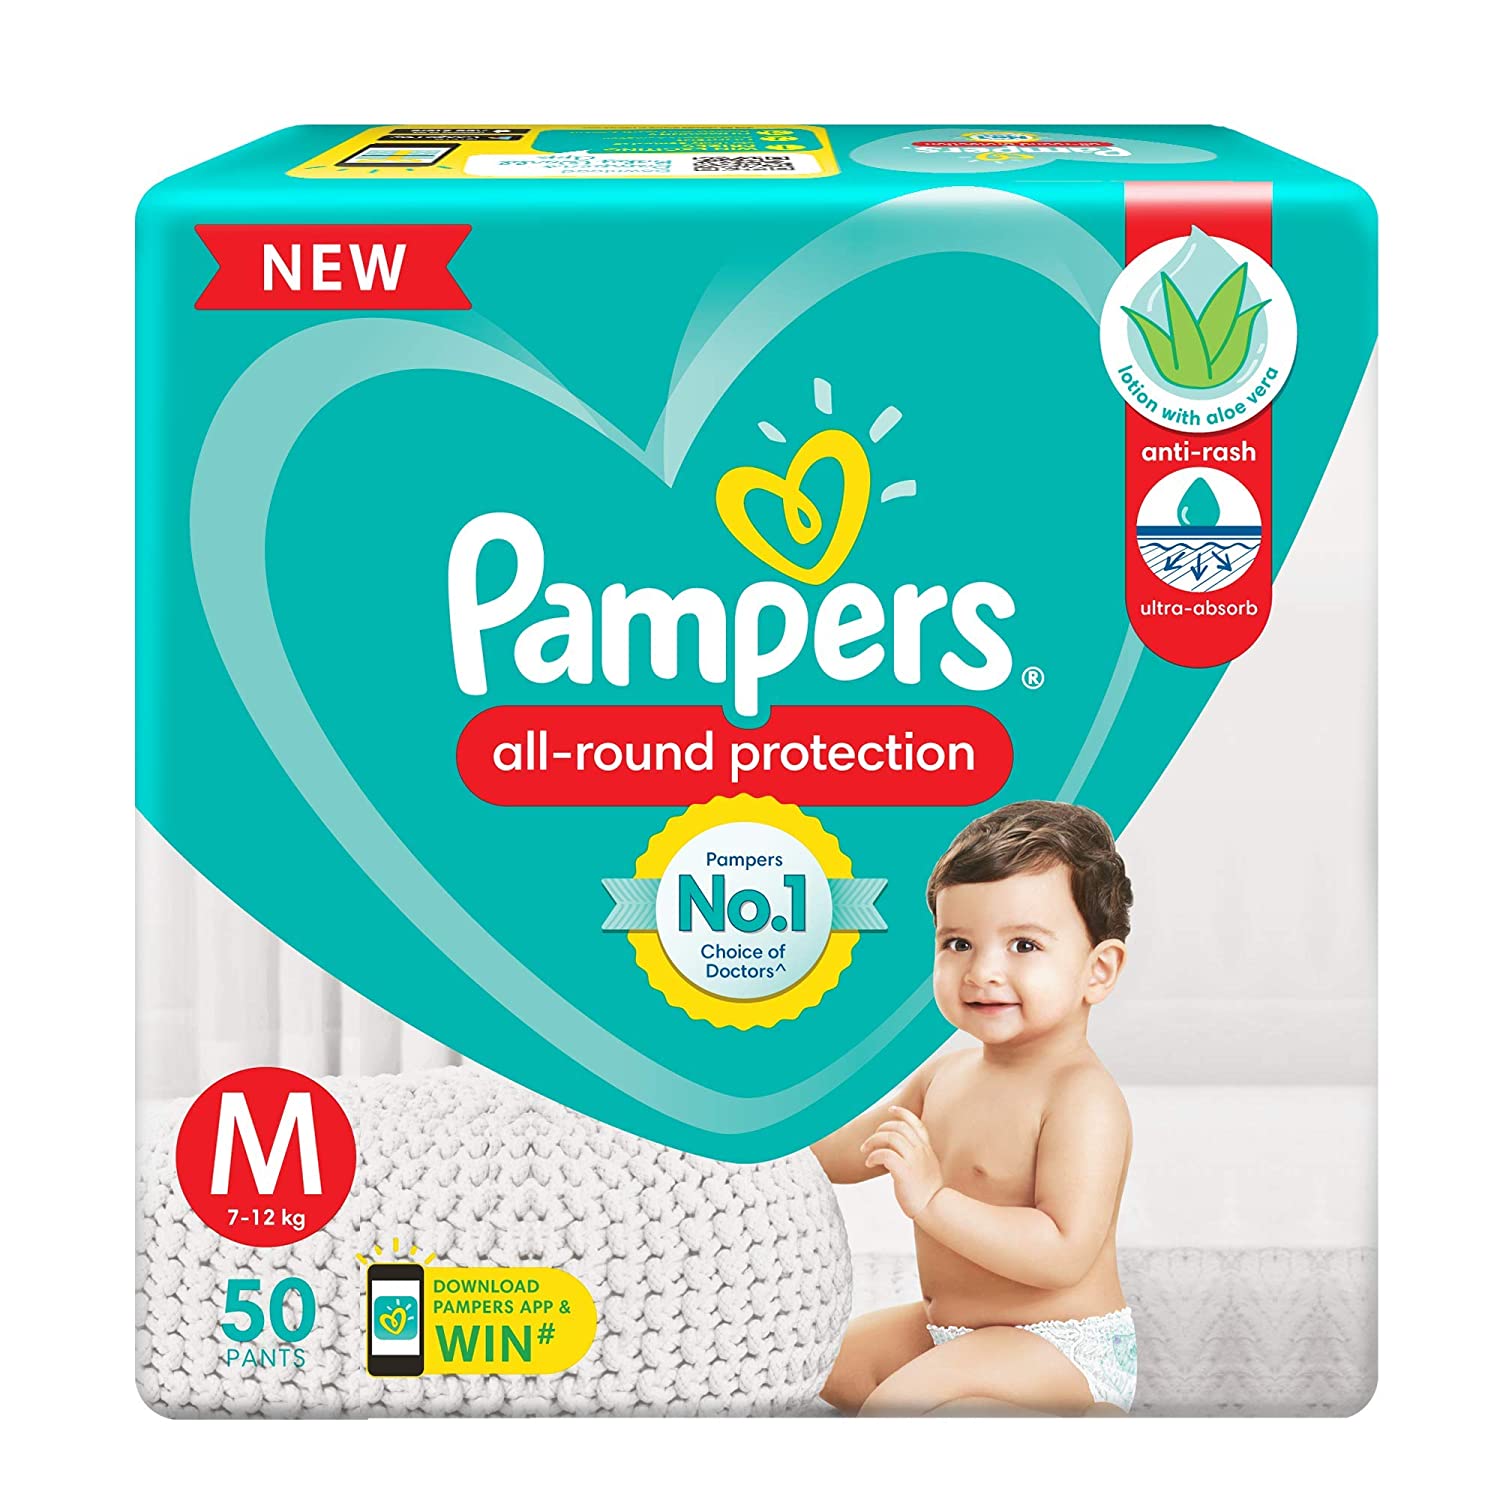 Pampers
NEW
lotion with aloe vera
anti-rash
ultra-absorb
Pampers®
all-round protection
Pampers
No.1
Choice of
Doctors^
M
7-12 kg
50
PANTS
DOWNLOAD
PAMPERS APP &
WIN#